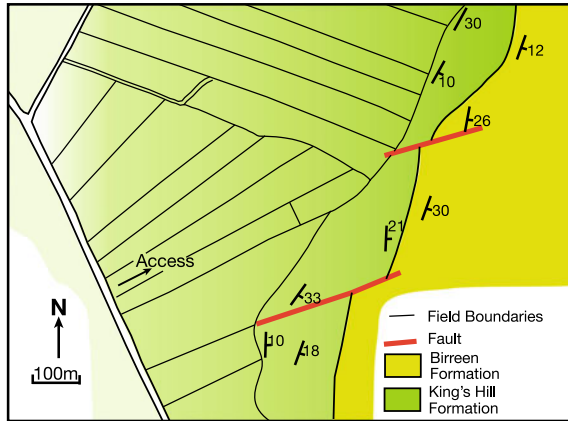 30
12
10
26
30
21
Access
33
N
10
18
100m
Field Boundaries
Fault
Birreen
Formation
King's Hill
Formation